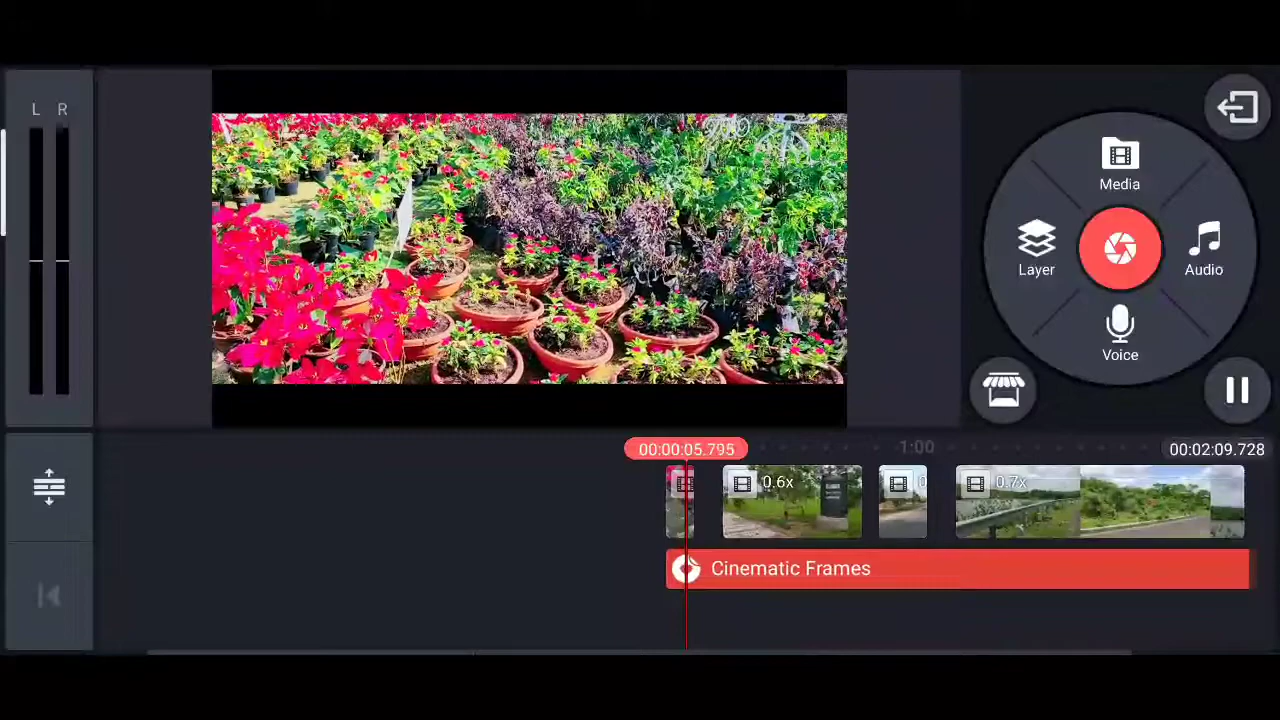 L R
Media
Layer
Audio
Voice
00:00:05.795
1:00
00:02:09.728
0.6x
0.7x
Cinematic Frames